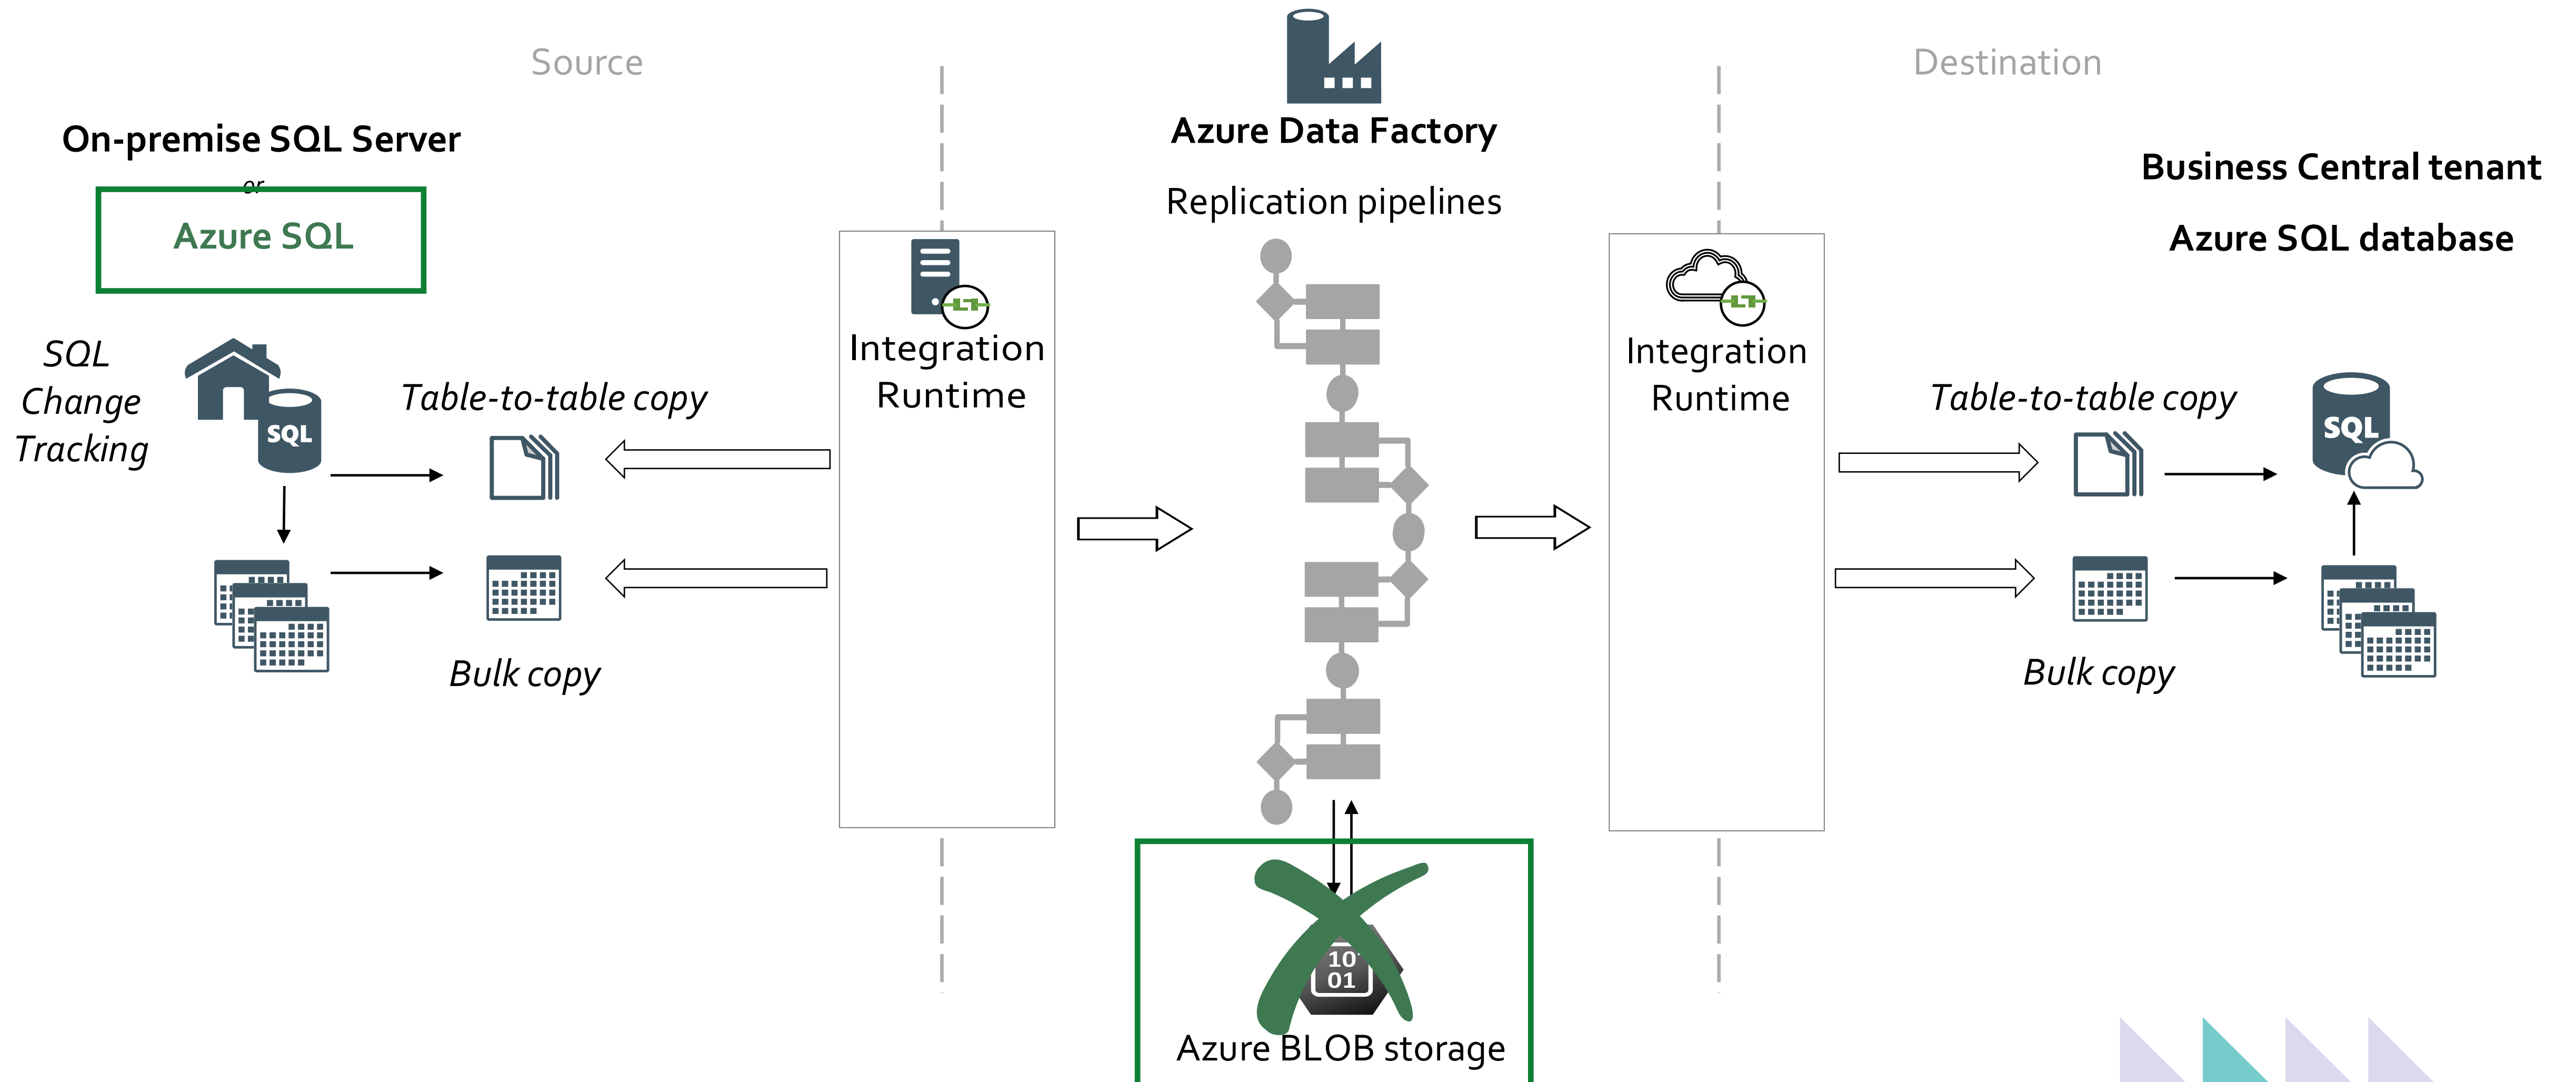 Source
Destination
On-premise SQL Server
or
Azure SQL
Azure Data Factory
Replication pipelines
Business Central tenant
Azure SQL database
SQL
Change
Tracking
SQL
Table-to-table copy
Bulk copy
Integration
Runtime
Integration
Runtime
Table-to-table copy
SQL
Bulk copy
10
01
Azure BLOB storage